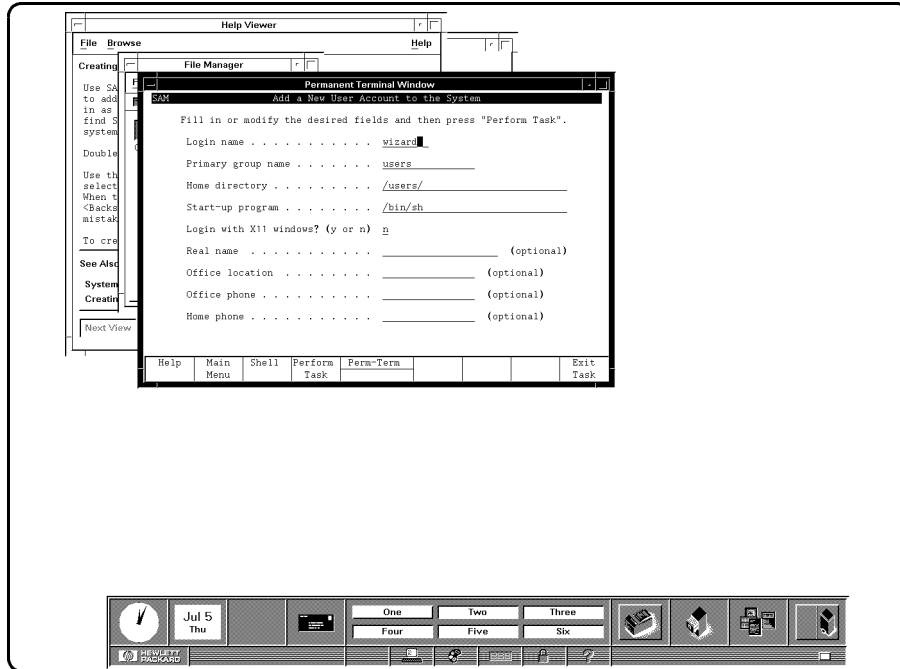 Help Viewer
File Browse Help
Creating
Use SA
to add
in as
find S
system
Double
Use th
select
When t
<Backs
mistak
To cre
See Also
System
Creatin
Next View
File Manager
F
Permanent Terminal Window
SAM Add a New User Account to the System
Fill in or modify the desired fields and then press "Perform Task".
Login name . . . . . . . . . . . wizard
Primary group name . . . . . . . users
Home directory . . . . . . . . . /users/
Start-up program . . . . . . . . /bin/sh
Login with X11 windows? (y or n) n
Real name . . . . . . . . . . . (optional)
Office location . . . . . . . . (optional)
Office phone . . . . . . . . . . (optional)
Home phone . . . . . . . . . . . (optional)
Help Main Menu Shell Perform Task Perm-Term Exit Task
Jul 5
Thu
One Two Three
Four Five Six
hp HEWLETT
PACKARD